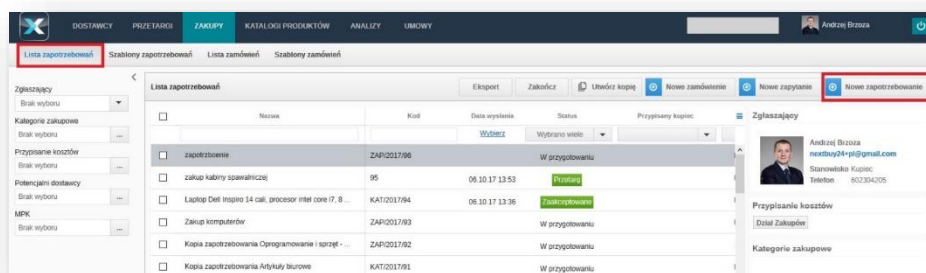 DOSTAWCY PRZETARGI ZAKUPY KATALOGI PRODUKTÓW ANALIZY UMOWY Andrzej Brzoza
Lista zapotrzebowań Szablony zapotrzebowań Lista zamówień Szablony zamówień
Zgłaszający
Brak wyboru
Kategorie zakupowe
Brak wyboru ...
Przypisanie kosztów
Brak wyboru ...
Potencjalni dostawcy
Brak wyboru ...
MPK
Brak wyboru ...
Lista zapotrzebowań Eksport Zakończ Utwórz kopię Nowe zamówienie Nowe zapytanie Nowe zapotrzebowanie
Nazwa Kod Data wysłania Status Przypisany kupiec
Wybierz Wybrano wiele
zapotrzboenie ZAP/2017/96 W przygotowaniu
zakup kabiny spawalniczej 95 06.10.17 13:53 Przetarg
Laptop Dell Inspiro 14 cali, procesor intel core i7, 8 ... KAT/2017/94 06.10.17 13:36 Zaakceptowane
Zakup komputerów ZAP/2017/93 W przygotowaniu
Kopia zapotrzebowania Oprogramowanie i sprzęt - ... ZAP/2017/92 W przygotowaniu
Kopia zapotrzebowania Artykuły biurowe KAT/2017/91 W przygotowaniu
Zgłaszający
Andrzej Brzoza
nextbuy24+pl@gmail.com
Stanowisko Kupiec
Telefon 602304205
Przypisanie kosztów
Dział Zakupów
Kategorie zakupowe